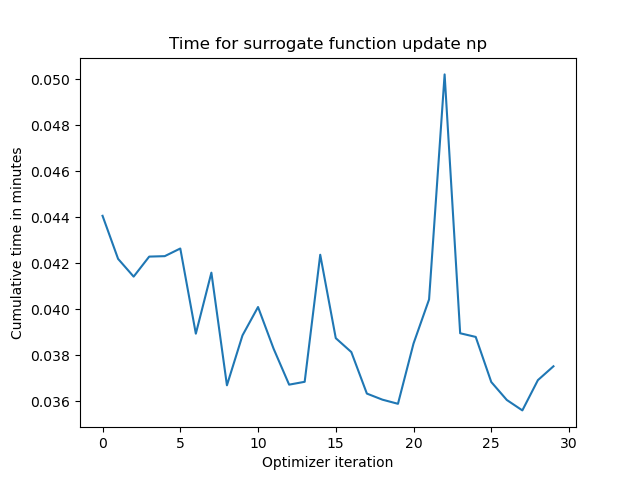 Time for surrogate function update np
Cumulative time in minutes
0.050
0.048
0.046
0.044
0.042
0.040
0.038
0.036
0 5 10 15 20 25 30
Optimizer iteration